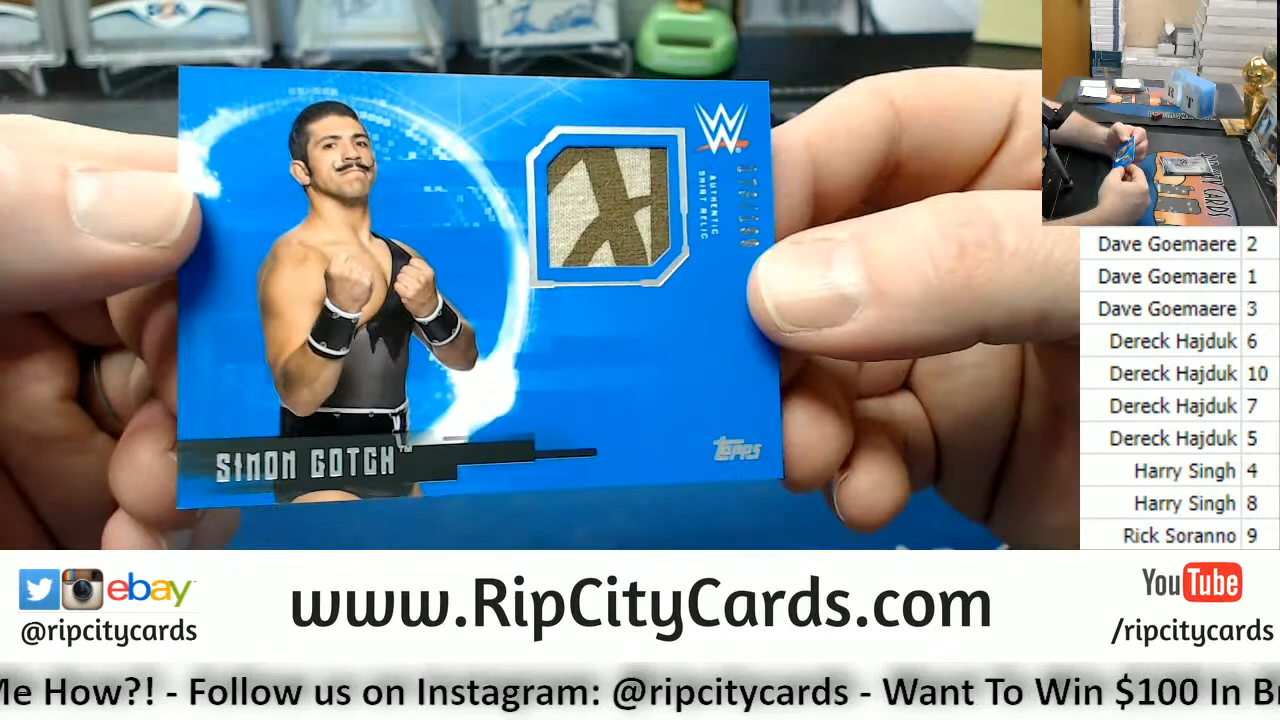 W
AUTHENTIC
SHIRT RELIC
SIMON GOTCH™
TOPPS
Dave Goemaere 2
Dave Goemaere 1
Dave Goemaere 3
Dereck Hajduk 6
Dereck Hajduk 10
Dereck Hajduk 7
Dereck Hajduk 5
Harry Singh 4
Harry Singh 8
Rick Soranno 9
ebay
@ripcitycards
www.RipCityCards.com
YouTube
/ripcitycards
Me How?! - Follow us on Instagram: @ripcitycards - Want To Win $100 In Br